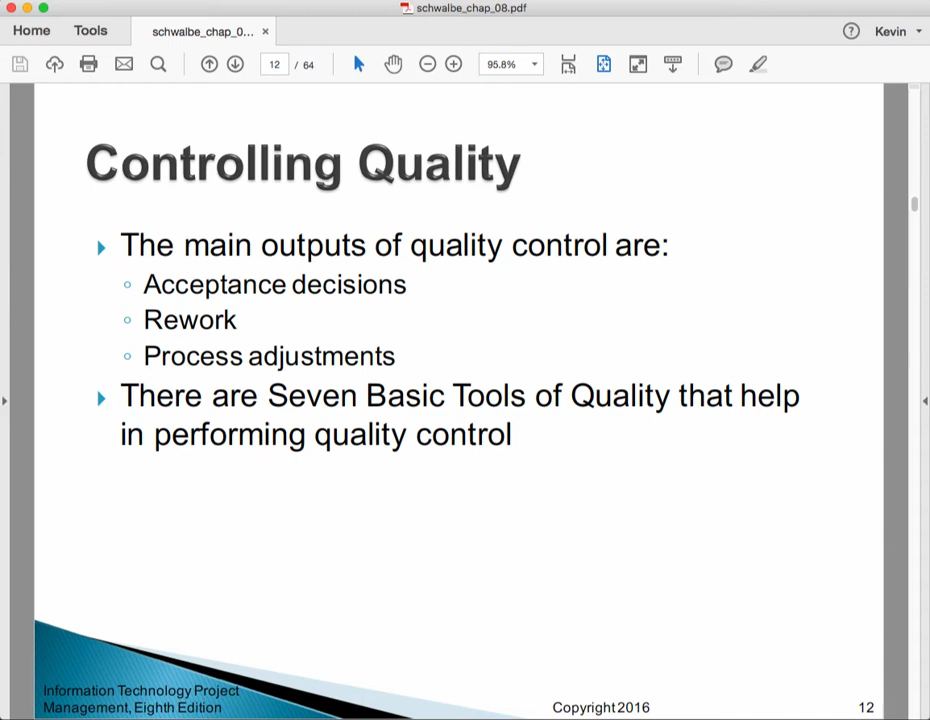 schwalbe_chap_08.pdf
Home Tools schwalbe_chap_0... × ? Kevin
12 / 64 95.8%
Controlling Quality
The main outputs of quality control are:
Acceptance decisions
Rework
Process adjustments
There are Seven Basic Tools of Quality that help
in performing quality control
Information Technology Project
Management, Eighth Edition
Copyright 2016
12